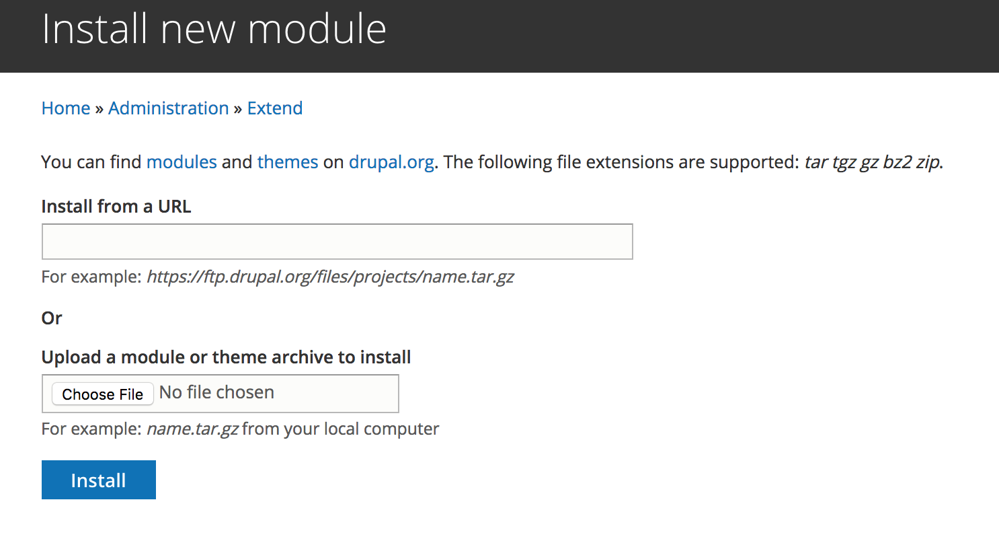 Install new module
Home » Administration » Extend
You can find modules and themes on drupal.org. The following file extensions are supported: tar tgz gz bz2 zip.
Install from a URL
For example: https://ftp.drupal.org/files/projects/name.tar.gz
Or
Upload a module or theme archive to install
Choose File No file chosen
For example: name.tar.gz from your local computer
Install